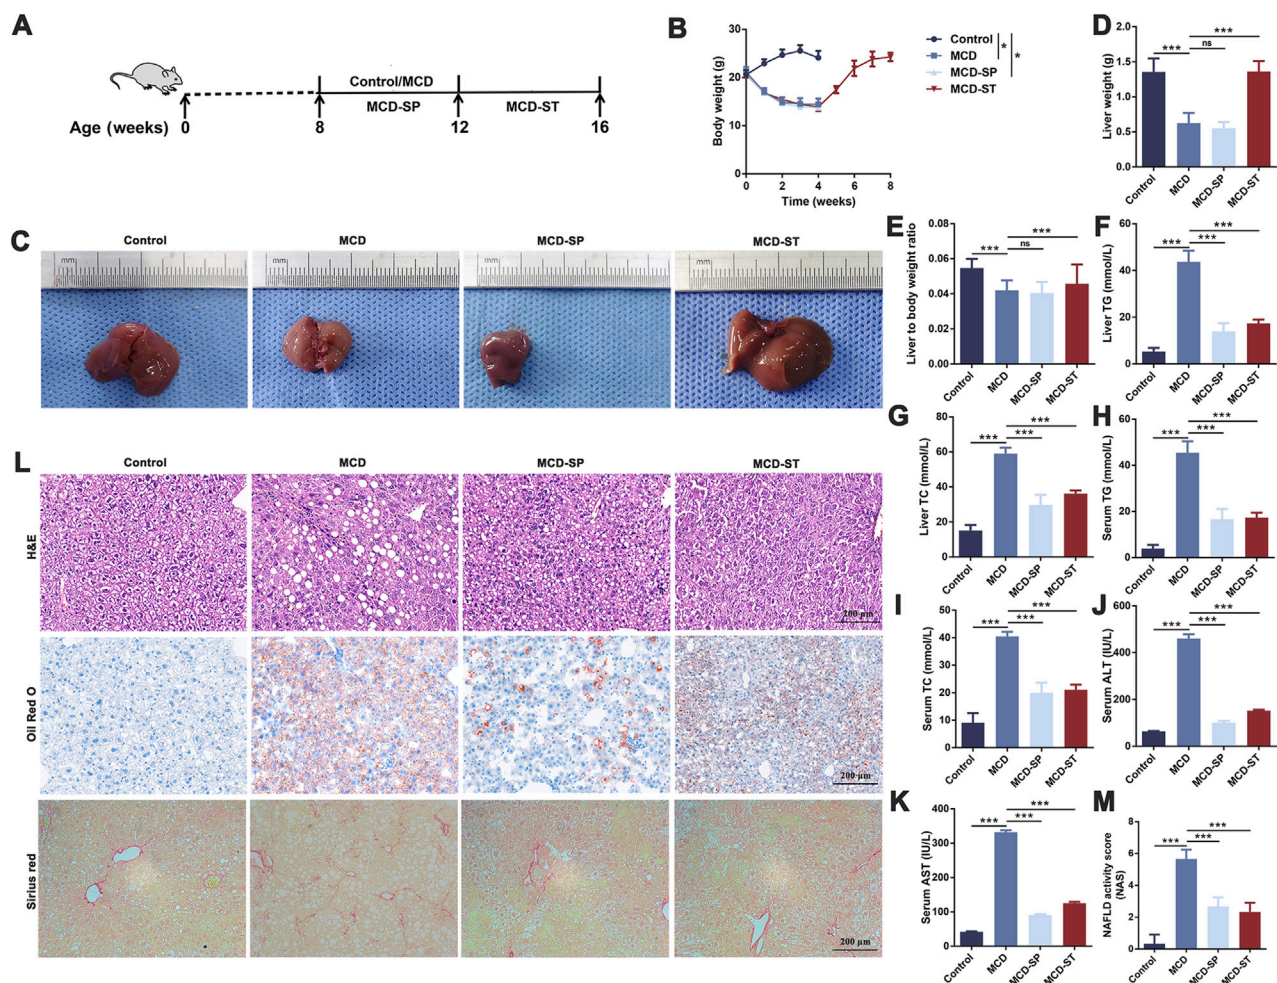 A
Control/MCD
MCD-SP
MCD-ST
Age (weeks)
0
8
12
16
B
Body weight (g)
30
20
10
0
0
2
4
6
8
Time (weeks)
Control
MCD
MCD-SP
MCD-ST
*
*
D
Liver weight (g)
2.0
1.5
1.0
0.5
0.0
***
ns
***
Control
MCD
MCD-SP
MCD-ST
C
Control
MCD
MCD-SP
MCD-ST
mm
mm
mm
mm
E
Liver to body weight ratio
0.08
0.06
0.04
0.02
0.00
***
ns
***
Control
MCD
MCD-SP
MCD-ST
F
Liver TG (mmol/L)
60
40
20
0
***
***
***
Control
MCD
MCD-SP
MCD-ST
G
Liver TC (mmol/L)
80
60
40
20
0
***
***
***
Control
MCD
MCD-SP
MCD-ST
H
Serum TG (mmol/L)
60
40
20
0
***
***
***
Control
MCD
MCD-SP
MCD-ST
L
Control
MCD
MCD-SP
MCD-ST
H&E
200 μm
Oil Red O
200 μm
Sirius red
200 μm
I
Serum TC (mmol/L)
50
40
30
20
10
0
***
***
***
Control
MCD
MCD-SP
MCD-ST
J
Serum ALT (IU/L)
600
400
200
0
***
***
***
Control
MCD
MCD-SP
MCD-ST
K
Serum AST (IU/L)
400
300
200
100
0
***
***
***
Control
MCD
MCD-SP
MCD-ST
M
NAFLD activity score
(NAS)
8
6
4
2
0
***
***
***
Control
MCD
MCD-SP
MCD-ST